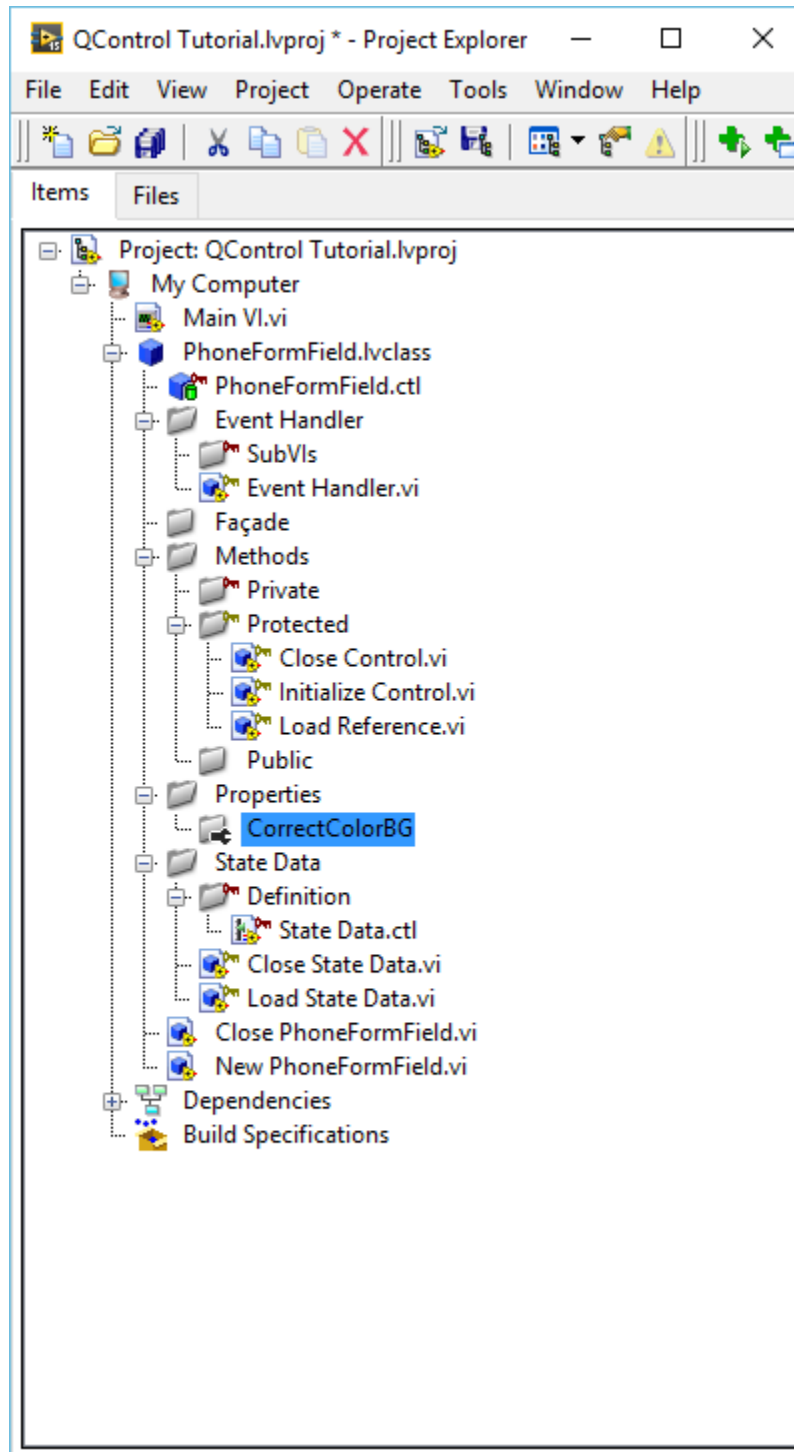 QControl Tutorial.lvproj * - Project Explorer
File Edit View Project Operate Tools Window Help
Items Files
Project: QControl Tutorial.lvproj
My Computer
Main VI.vi
PhoneFormField.lvclass
PhoneFormField.ctl
Event Handler
SubVIs
Event Handler.vi
Façade
Methods
Private
Protected
Close Control.vi
Initialize Control.vi
Load Reference.vi
Public
Properties
CorrectColorBG
State Data
Definition
State Data.ctl
Close State Data.vi
Load State Data.vi
Close PhoneFormField.vi
New PhoneFormField.vi
Dependencies
Build Specifications